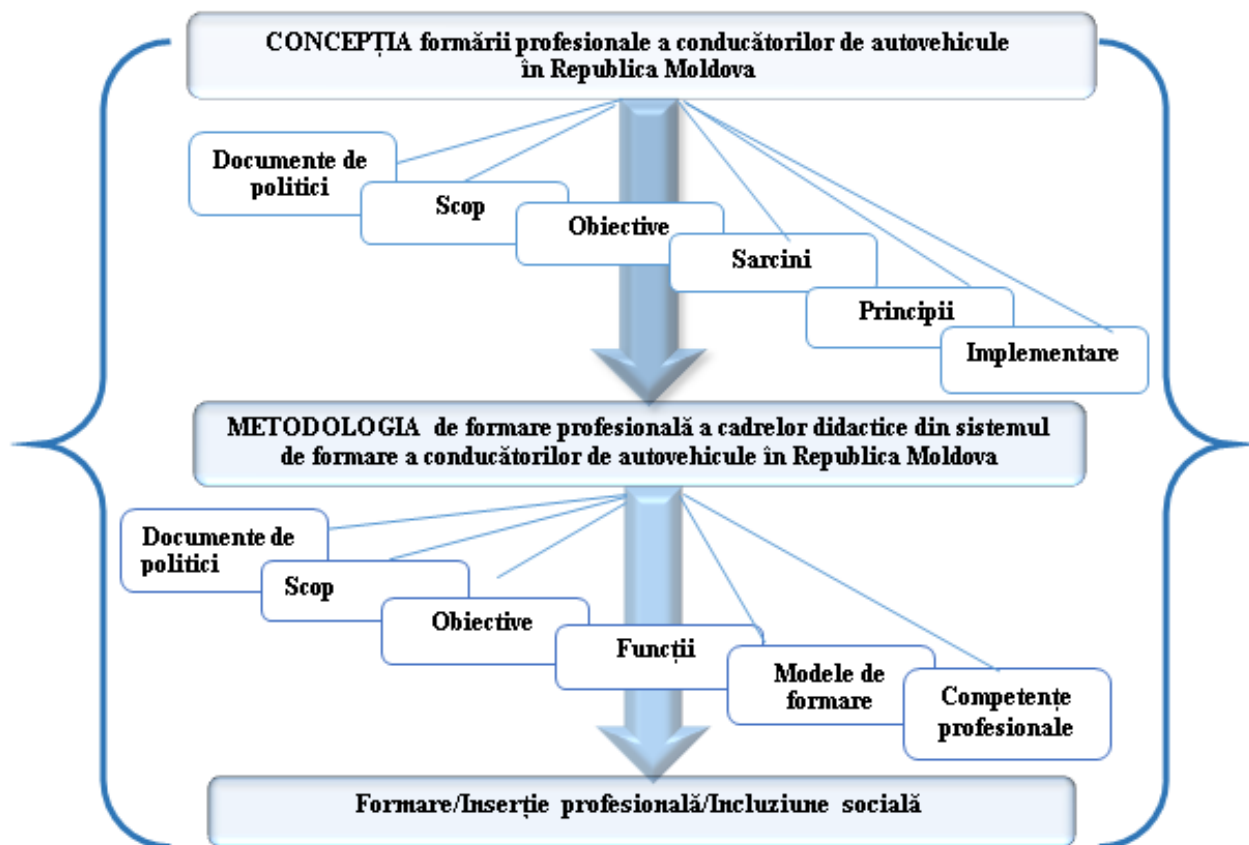 CONCEPȚIA formării profesionale a conducătorilor de autovehicule
în Republica Moldova
Documente de
politici
Scop
Obiective
Sarcini
Principii
Implementare
METODOLOGIA de formare profesională a cadrelor didactice din sistemul
de formare a conducătorilor de autovehicule în Republica Moldova
Documente de
politici
Scop
Obiective
Funcții
Modele de
formare
Competențe
profesionale
Formare/Inserție profesională/Incluziune socială